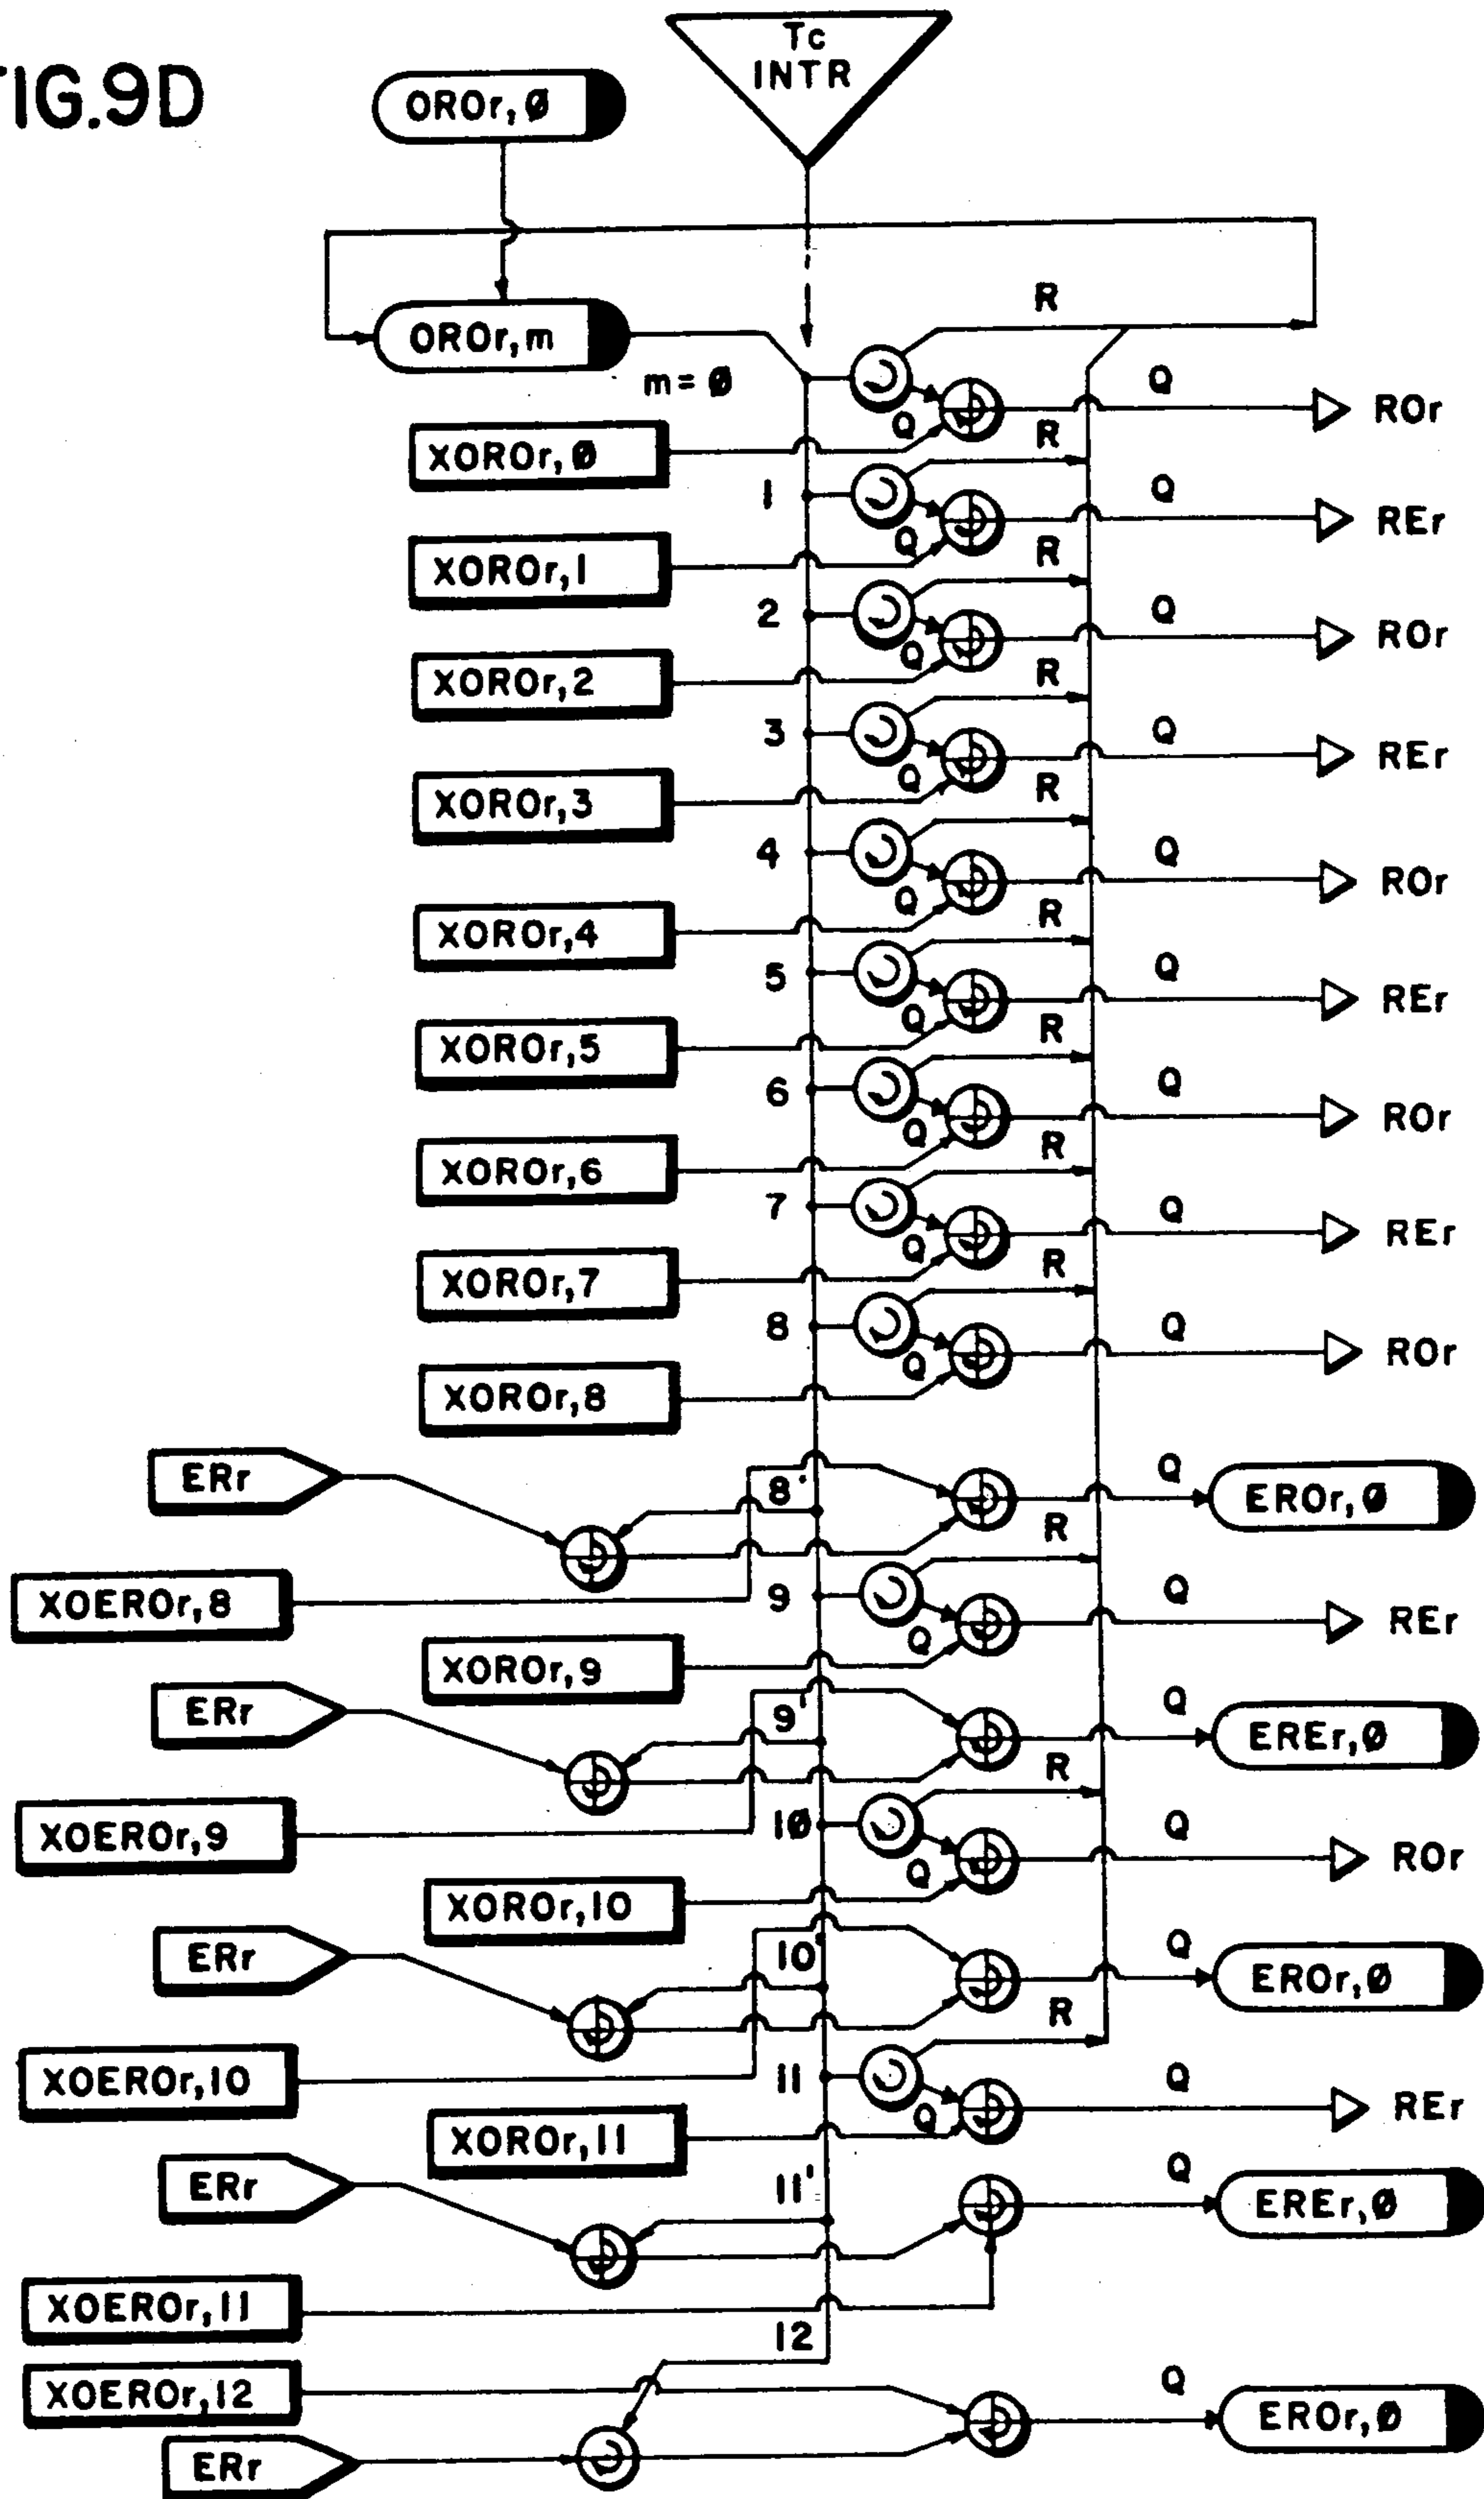 FIG.9D
Tc
INTR
OROr,Ø
R
OROr,m
m=Ø
Q
ROr
Q
R
XOROr,Ø
1
Q
REr
Q
R
XOROr,1
2
Q
ROr
Q
R
XOROr,2
3
Q
REr
Q
R
XOROr,3
4
Q
ROr
Q
R
XOROr,4
5
Q
REr
Q
R
XOROr,5
6
Q
ROr
Q
R
XOROr,6
7
Q
REr
Q
R
XOROr,7
8
Q
ROr
Q
XOROr,8
ERr
8'
Q
EROr,Ø
R
XOEROr,8
9
Q
REr
Q
XOROr,9
ERr
9'
Q
EREr,Ø
R
XOEROr,9
1Ø
Q
ROr
Q
XOROr,10
ERr
10'
Q
EROr,Ø
R
XOEROr,10
11
Q
REr
Q
XOROr,11
ERr
11'
Q
EREr,Ø
XOEROr,11
12
XOEROr,12
Q
EROr,Ø
ERr